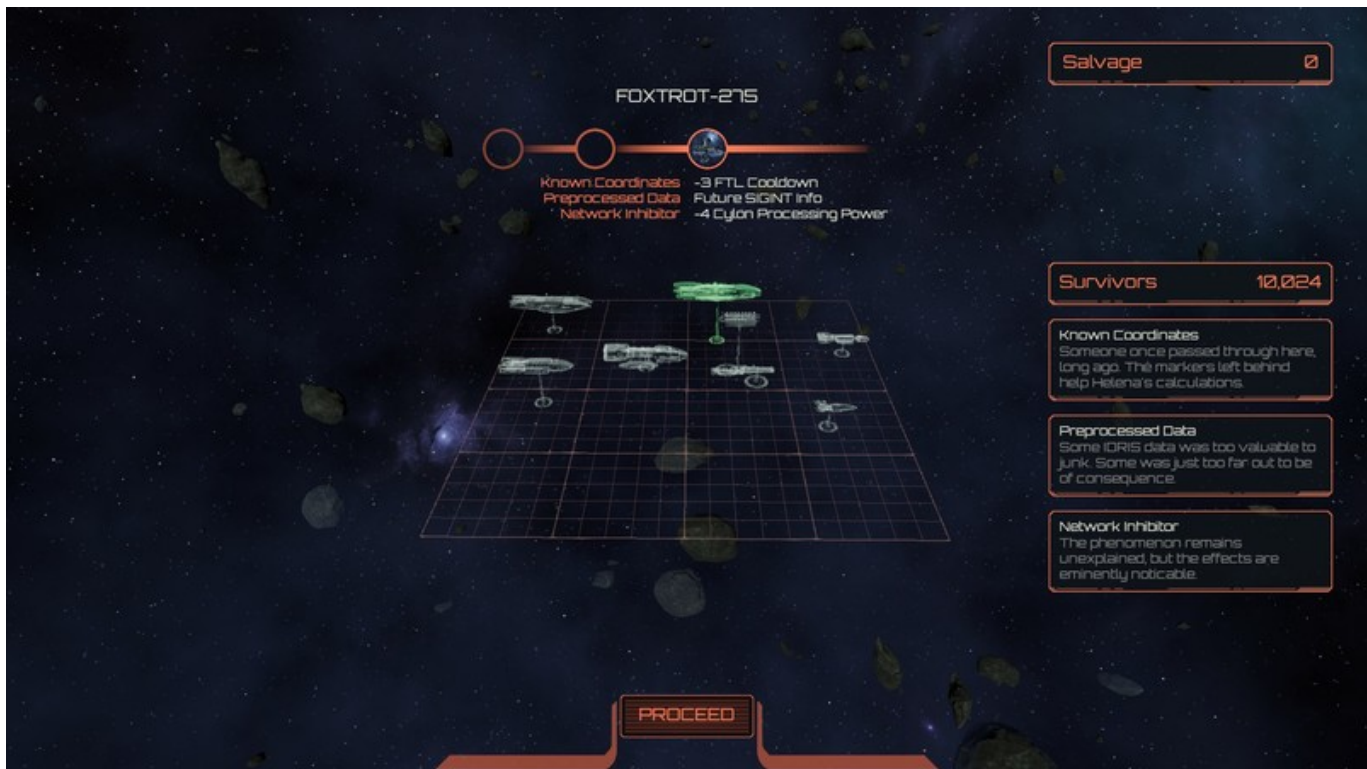 Salvage 0
FOXTROT-275
Known Coordinates -3 FTL Cooldown
Preprocessed Data Future SIGINT Info
Network Inhibitor -4 Cylon Processing Power
Survivors 10,024
Known Coordinates
Someone once passed through here,
long ago. The markers left behind
help Helena's calculations.
Preprocessed Data
Some IDRIS data was too valuable to
junk. Some was just too far out to be
of consequence.
Network Inhibitor
The phenomenon remains
unexplained, but the effects are
eminently noticable.
PROCEED